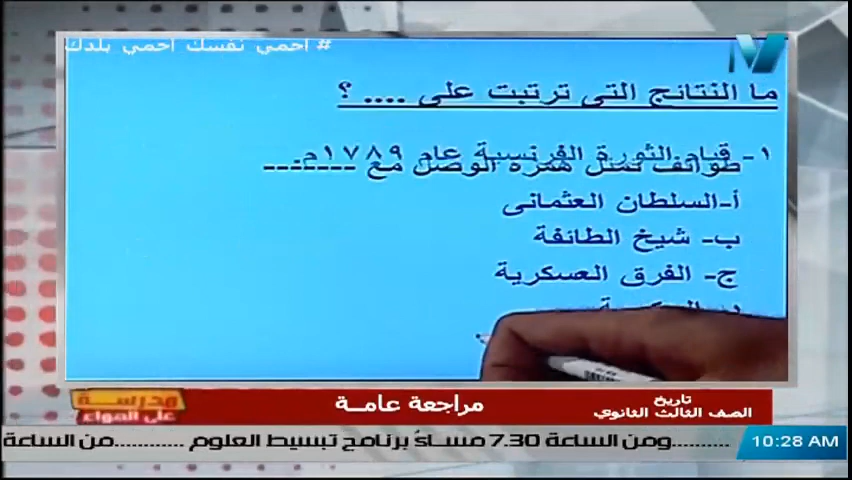 # احمي نفسك احمي بلدك
ما النتائج التى ترتبت على .... ؟
١- قيام الثورة الفرنسية عام ١٧٨٩م.
طوائف تمثل همزة الوصل مع -------
أ-السلطان العثمانى
ب- شيخ الطائفة
ج- الفرق العسكرية
مدرسة
على الهواء
مراجعة عامة
تاريخ
الصف الثالث الثانوي
10:28 AM
ومن الساعة 7.30 مساءً برنامج تبسيط العلوم...........من الساعة